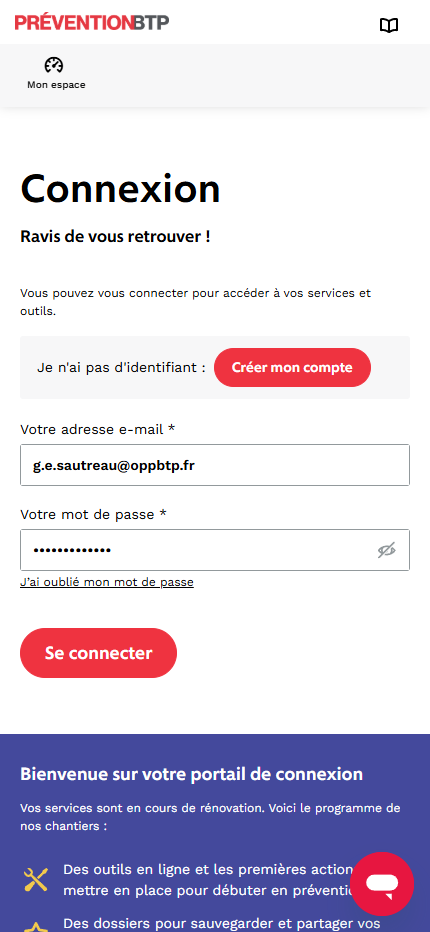 PRÉVENTIONBTP
Mon espace
Connexion
Ravis de vous retrouver !
Vous pouvez vous connecter pour accéder à vos services et
outils.
Je n'ai pas d'identifiant :
Créer mon compte
Votre adresse e-mail *
g.e.sautreau@oppbtp.fr
Votre mot de passe *
•••••••••••••
J'ai oublié mon mot de passe
Se connecter
Bienvenue sur votre portail de connexion
Vos services sont en cours de rénovation. Voici le programme de
nos chantiers :
Des outils en ligne et les premières action
mettre en place pour débuter en préventi
Des dossiers pour sauvegarder et partager vos